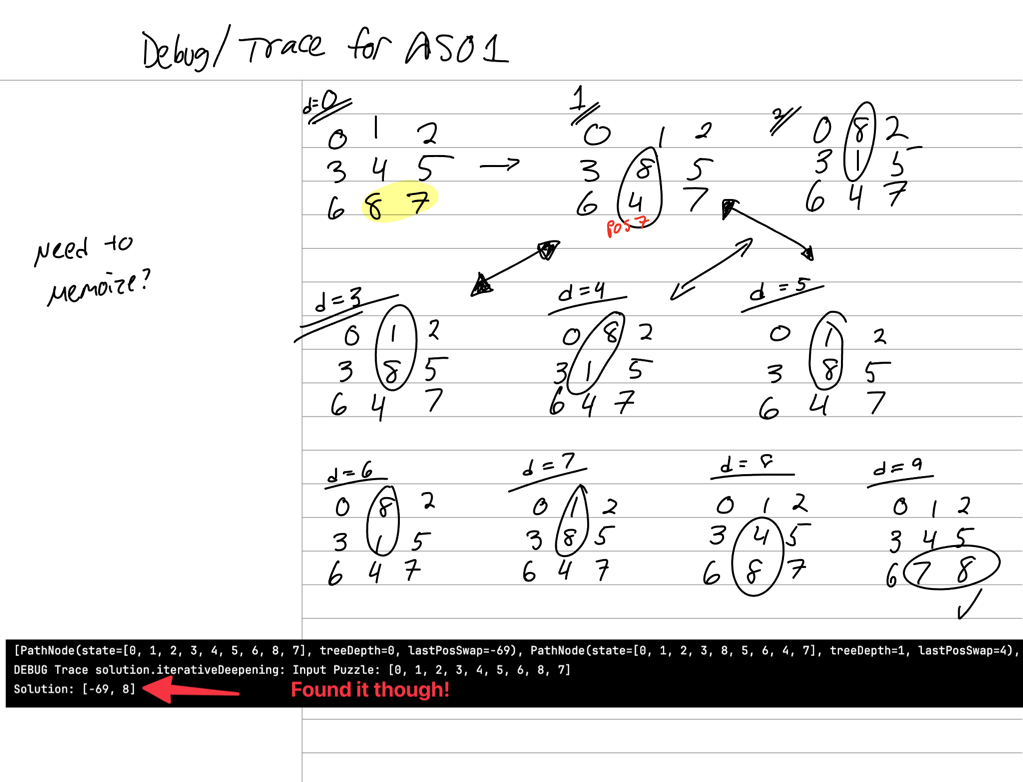 Debug/Trace for AS01
d=0 1 2
0 1 2 0 1 2 0 8 2
3 4 5 → 3 8 5 3 1 5
6 8 7 6 4 7 6 4 7
pos 7
Need to
memoize?
d=3 d=4 d=5
0 1 2 0 8 2 0 1 2
3 8 5 3 1 5 3 8 5
6 4 7 6 4 7 6 4 7
d=6 d=7 d=8 d=9
0 8 2 0 1 2 0 1 2 0 1 2
3 1 5 3 8 5 3 4 5 3 4 5
6 4 7 6 4 7 6 8 7 6 7 8
✓
[PathNode(state=[0, 1, 2, 3, 4, 5, 6, 8, 7], treeDepth=0, lastPosSwap=-69), PathNode(state=[0, 1, 2, 3, 8, 5, 6, 4, 7], treeDepth=1, lastPosSwap=4),
DEBUG Trace solution.iterativeDeepening: Input Puzzle: [0, 1, 2, 3, 4, 5, 6, 8, 7]
Solution: [-69, 8] Found it though!